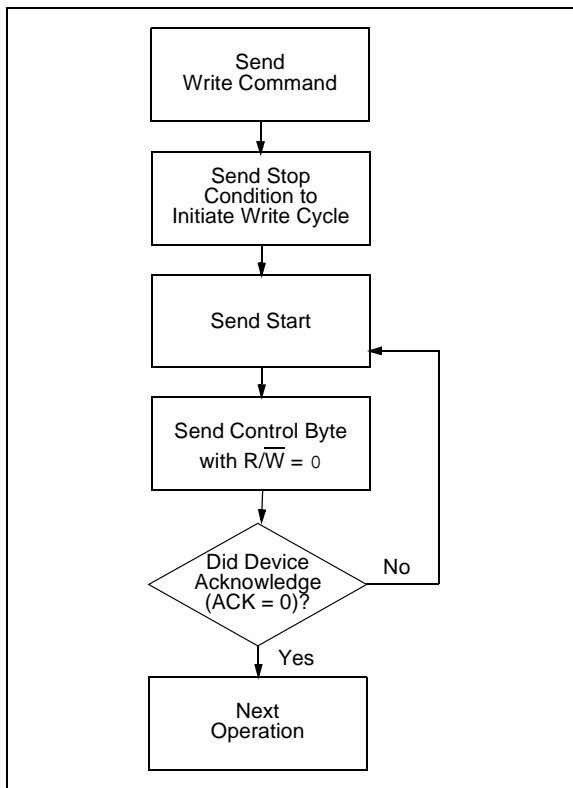 Send
Write Command
Send Stop
Condition to
Initiate Write Cycle
Send Start
Send Control Byte
with R/W̅ = 0
Did Device
Acknowledge
(ACK = 0)?
No
Yes
Next
Operation